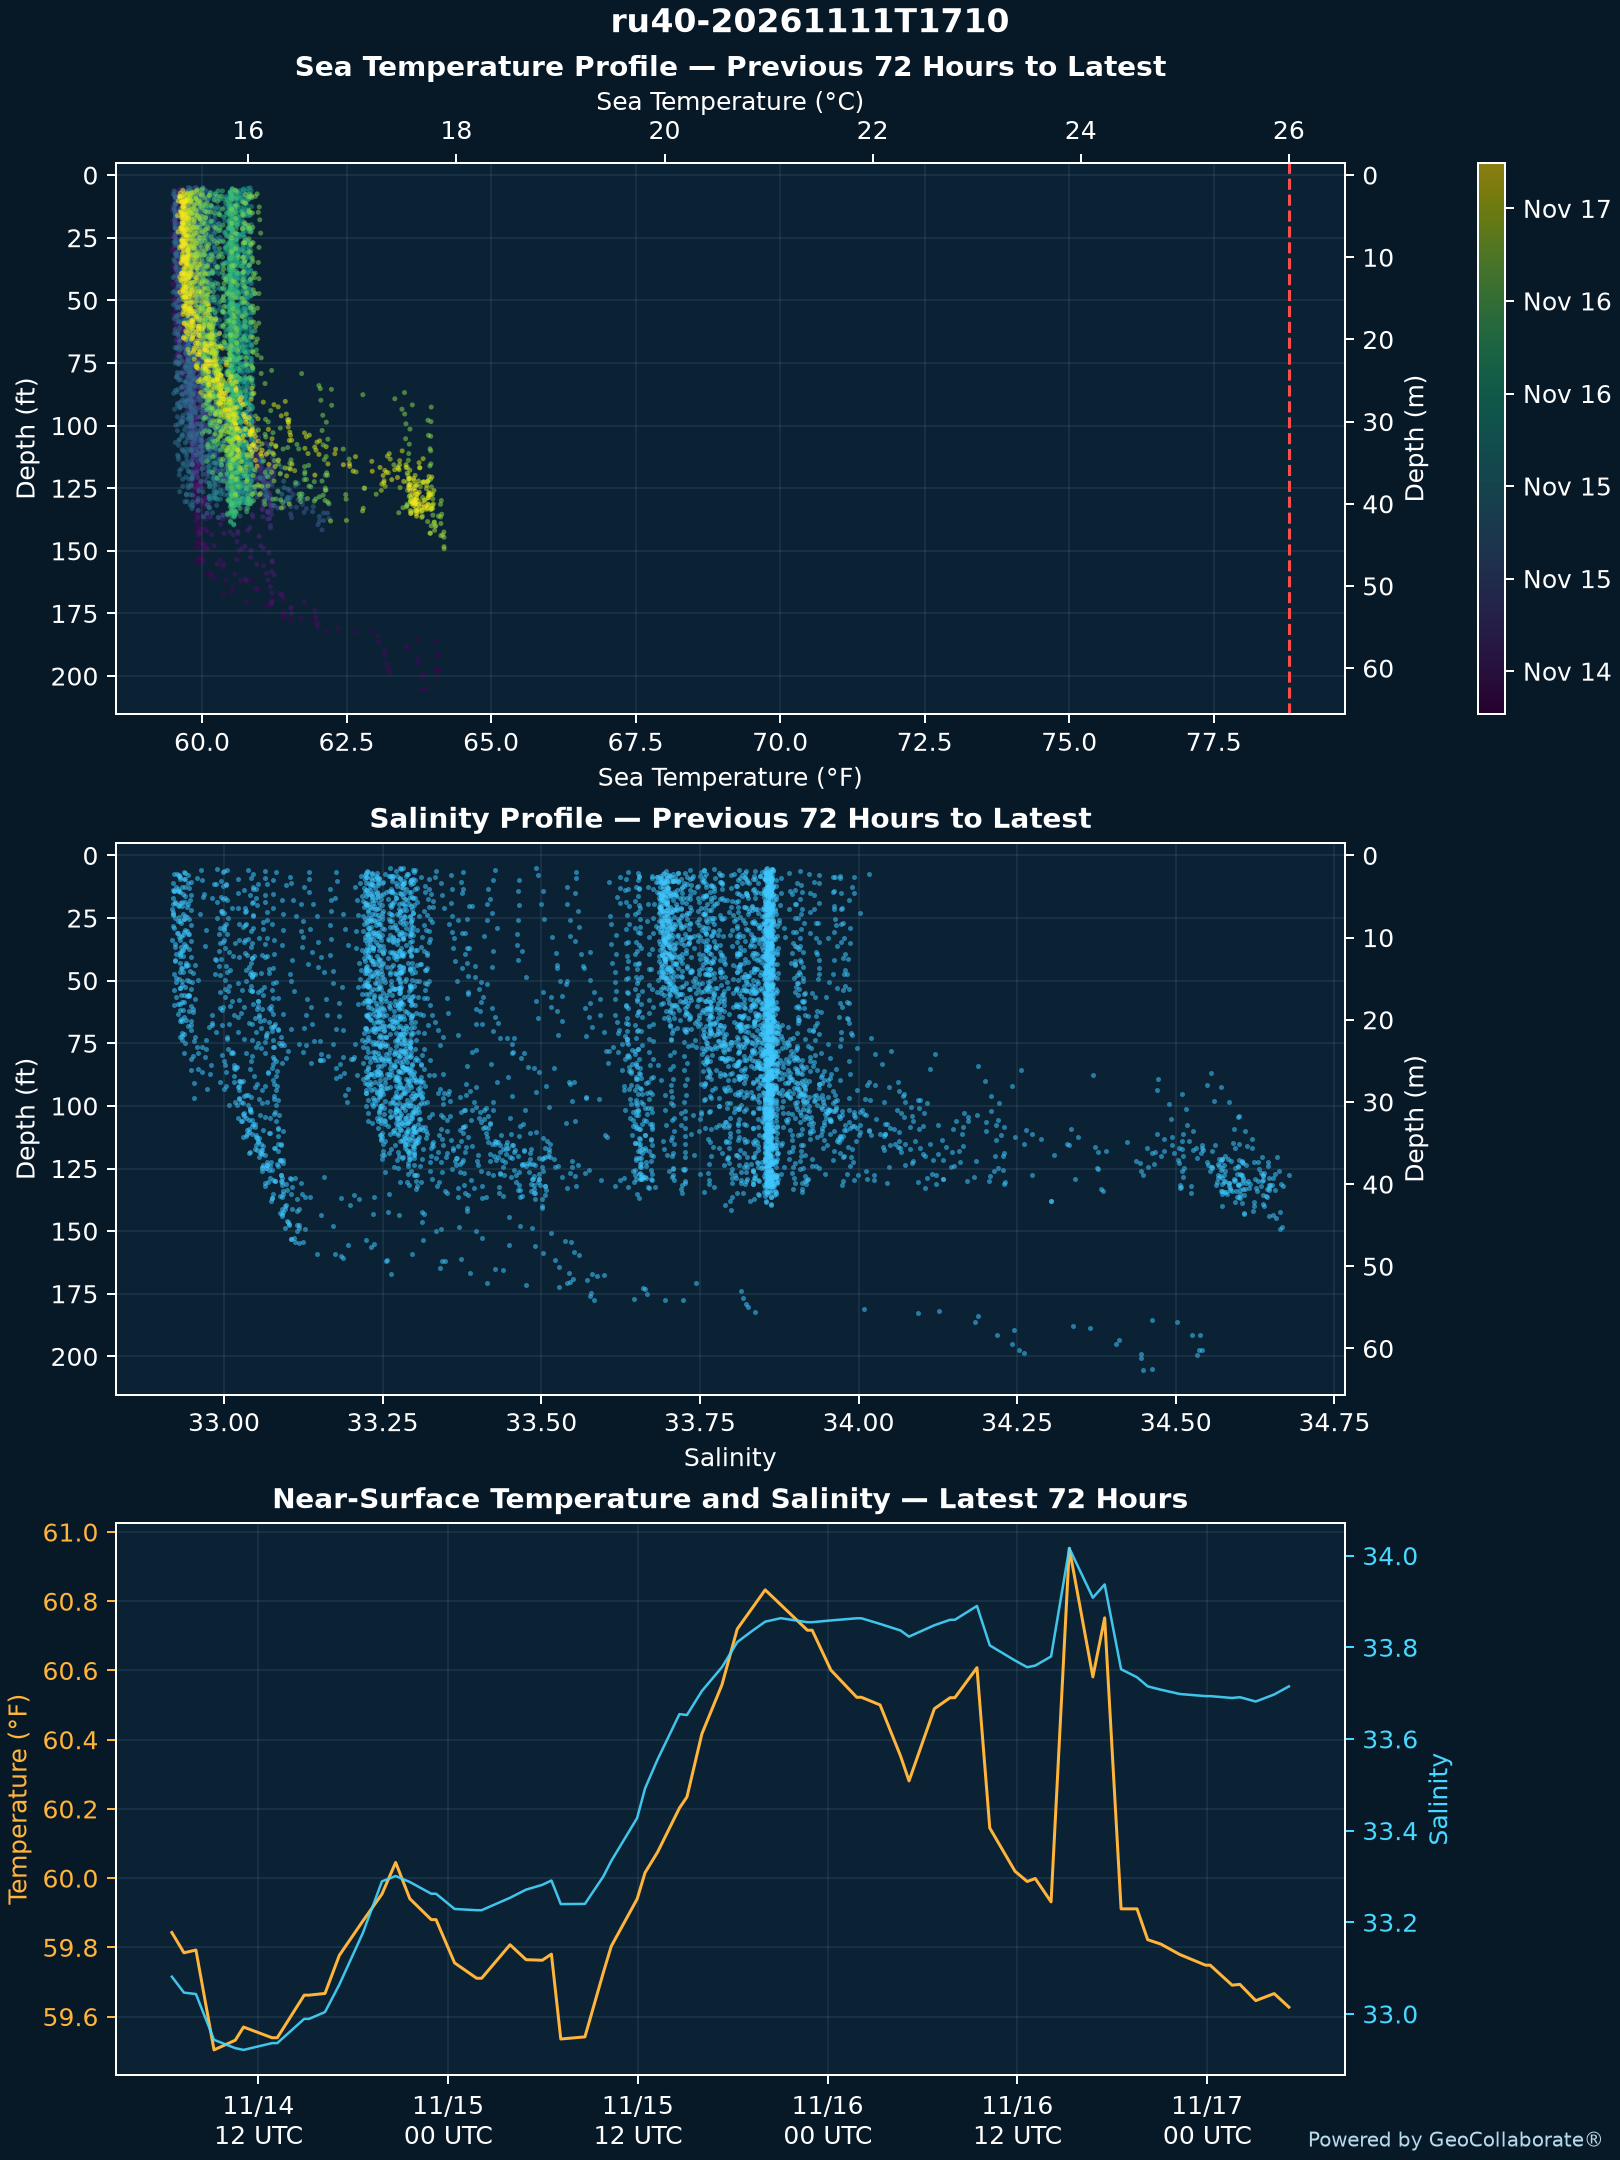 ru40-20261111T1710
Sea Temperature Profile — Previous 72 Hours to Latest
Sea Temperature (°C)
16 18 20 22 24 26
0 0
25
10
50
20
75
30
100
125
40
150
50
175
60
200
Depth (ft)
Depth (m)
60.0 62.5 65.0 67.5 70.0 72.5 75.0 77.5
Sea Temperature (°F)
Nov 17
Nov 16
Nov 16
Nov 15
Nov 15
Nov 14
Salinity Profile — Previous 72 Hours to Latest
0 0
25
10
50
20
75
30
100
125
40
150
50
175
60
200
Depth (ft)
Depth (m)
33.00 33.25 33.50 33.75 34.00 34.25 34.50 34.75
Salinity
Near-Surface Temperature and Salinity — Latest 72 Hours
61.0
60.8
60.6
60.4
60.2
60.0
59.8
59.6
Temperature (°F)
34.0
33.8
33.6
33.4
33.2
33.0
Salinity
11/14 11/15 11/15 11/16 11/16 11/17
12 UTC 00 UTC 12 UTC 00 UTC 12 UTC 00 UTC
Powered by GeoCollaborate®